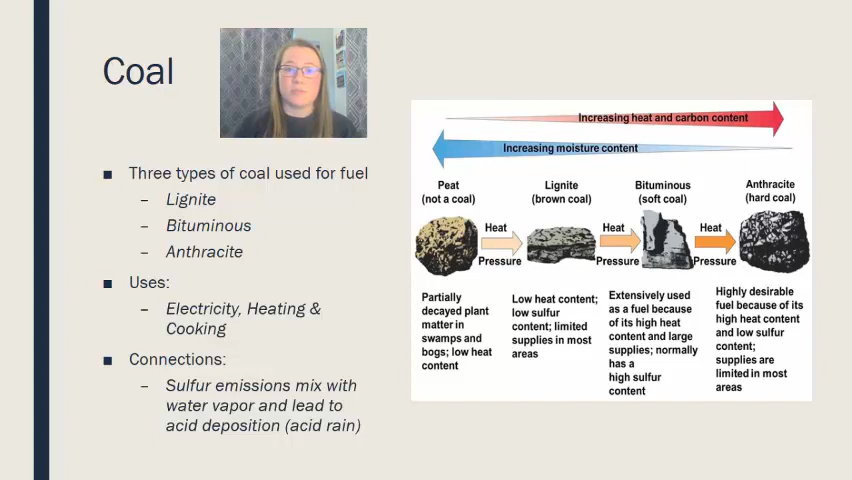 Coal
■ Three types of coal used for fuel
– Lignite
– Bituminous
– Anthracite
■ Uses:
– Electricity, Heating &
Cooking
■ Connections:
– Sulfur emissions mix with
water vapor and lead to
acid deposition (acid rain)
Increasing heat and carbon content
Increasing moisture content
Peat
(not a coal)
Lignite
(brown coal)
Bituminous
(soft coal)
Anthracite
(hard coal)
Heat
Pressure
Heat
Pressure
Heat
Pressure
Partially
decayed plant
matter in
swamps and
bogs; low heat
content
Low heat content;
low sulfur
content; limited
supplies in most
areas
Extensively used
as a fuel because
of its high heat
content and large
supplies; normally
has a
high sulfur
content
Highly desirable
fuel because of its
high heat content
and low sulfur
content;
supplies are
limited in most
areas